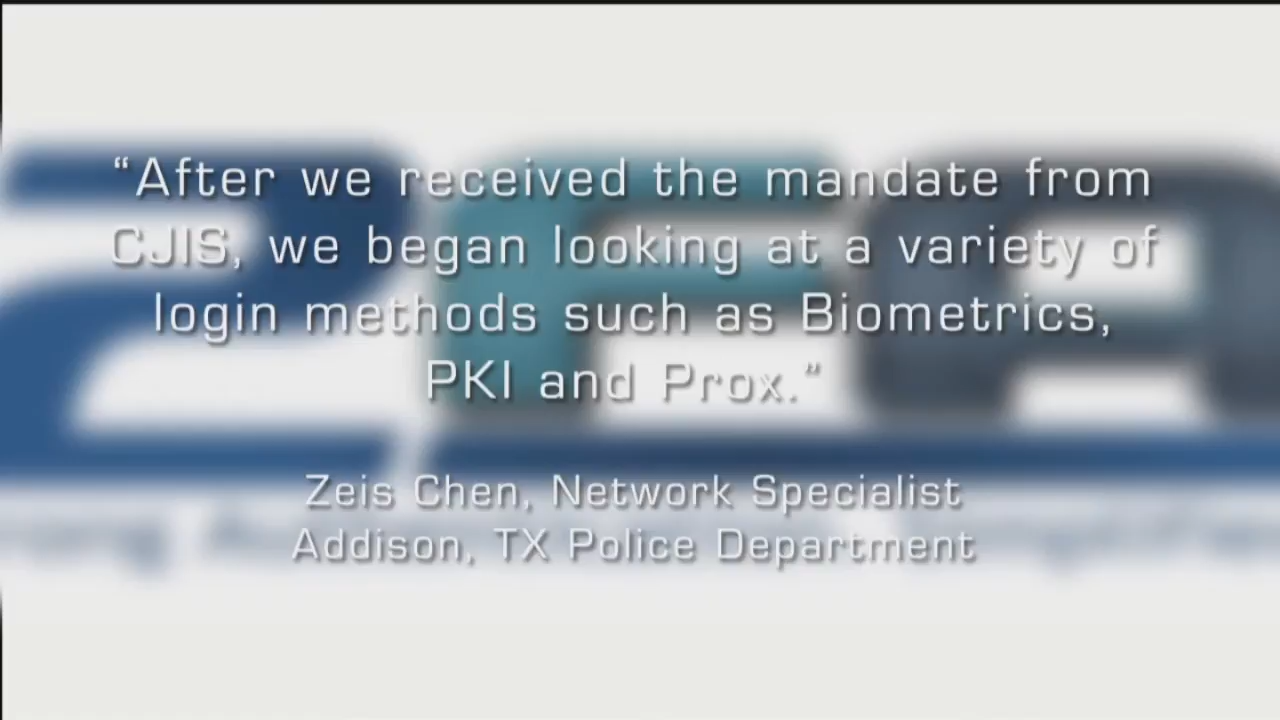 “After we received the mandate from
CJIS, we began looking at a variety of
login methods such as Biometrics,
PKI and Prox.”
Zeis Chen, Network Specialist
Addison, TX Police Department